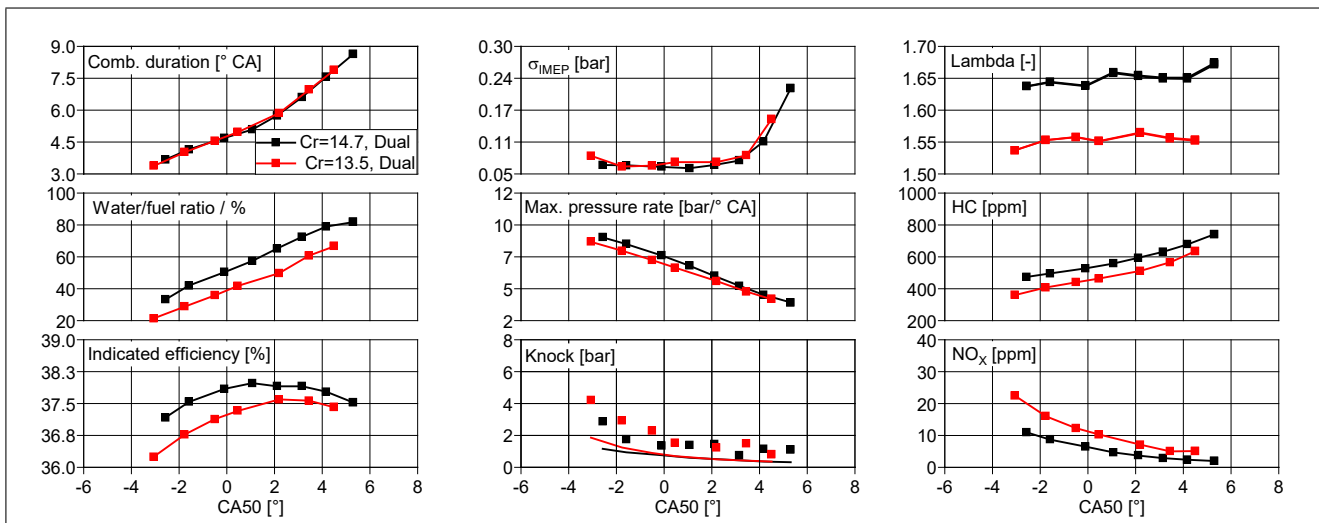 Comb. duration [° CA]
9.0
7.5
6.0
4.5
3.0
Cr=14.7, Dual
Cr=13.5, Dual
σIMEP [bar]
0.30
0.24
0.17
0.11
0.05
Lambda [-]
1.70
1.65
1.60
1.55
1.50
Water/fuel ratio / %
100
80
60
40
20
Max. pressure rate [bar/° CA]
12
10
7
5
2
HC [ppm]
1000
800
600
400
200
Indicated efficiency [%]
39.0
38.3
37.5
36.8
36.0
-6 -4 -2 0 2 4 6 8
CA50 [°]
Knock [bar]
8
6
4
2
0
-6 -4 -2 0 2 4 6 8
CA50 [°]
NOX [ppm]
40
30
20
10
0
-6 -4 -2 0 2 4 6 8
CA50 [°]